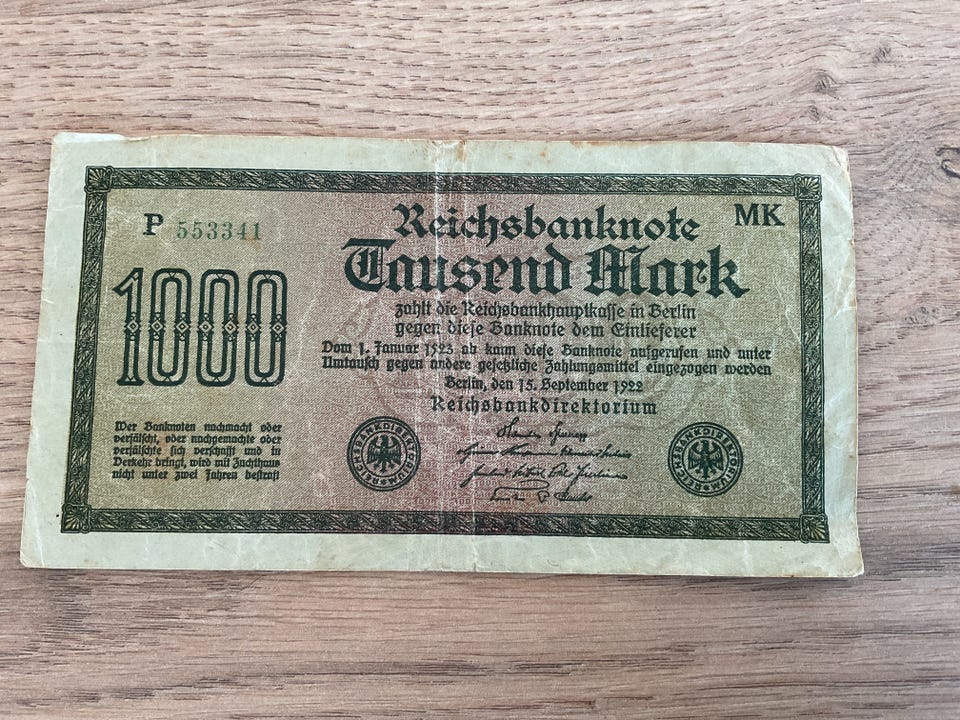 P 553341
MK
Reichsbanknote
Tausend Mark
1000
zahlt die Reichsbankhauptkasse in Berlin
gegen diese Banknote dem Einlieferer
Vom 1. Januar 1923 ab kann diese Banknote aufgerufen und unter
Umtausch gegen andere gesetzliche Zahlungsmittel eingezogen werden
Berlin, den 15. September 1922
Reichsbankdirektorium
Wer Banknoten nachmacht oder
verfälscht, oder nachgemachte oder
verfälschte sich verschafft und in
Verkehr bringt, wird mit Zuchthaus
nicht unter zwei Jahren bestraft
REICHSBANKDIREKTORIUM
REICHSBANKDIREKTORIUM